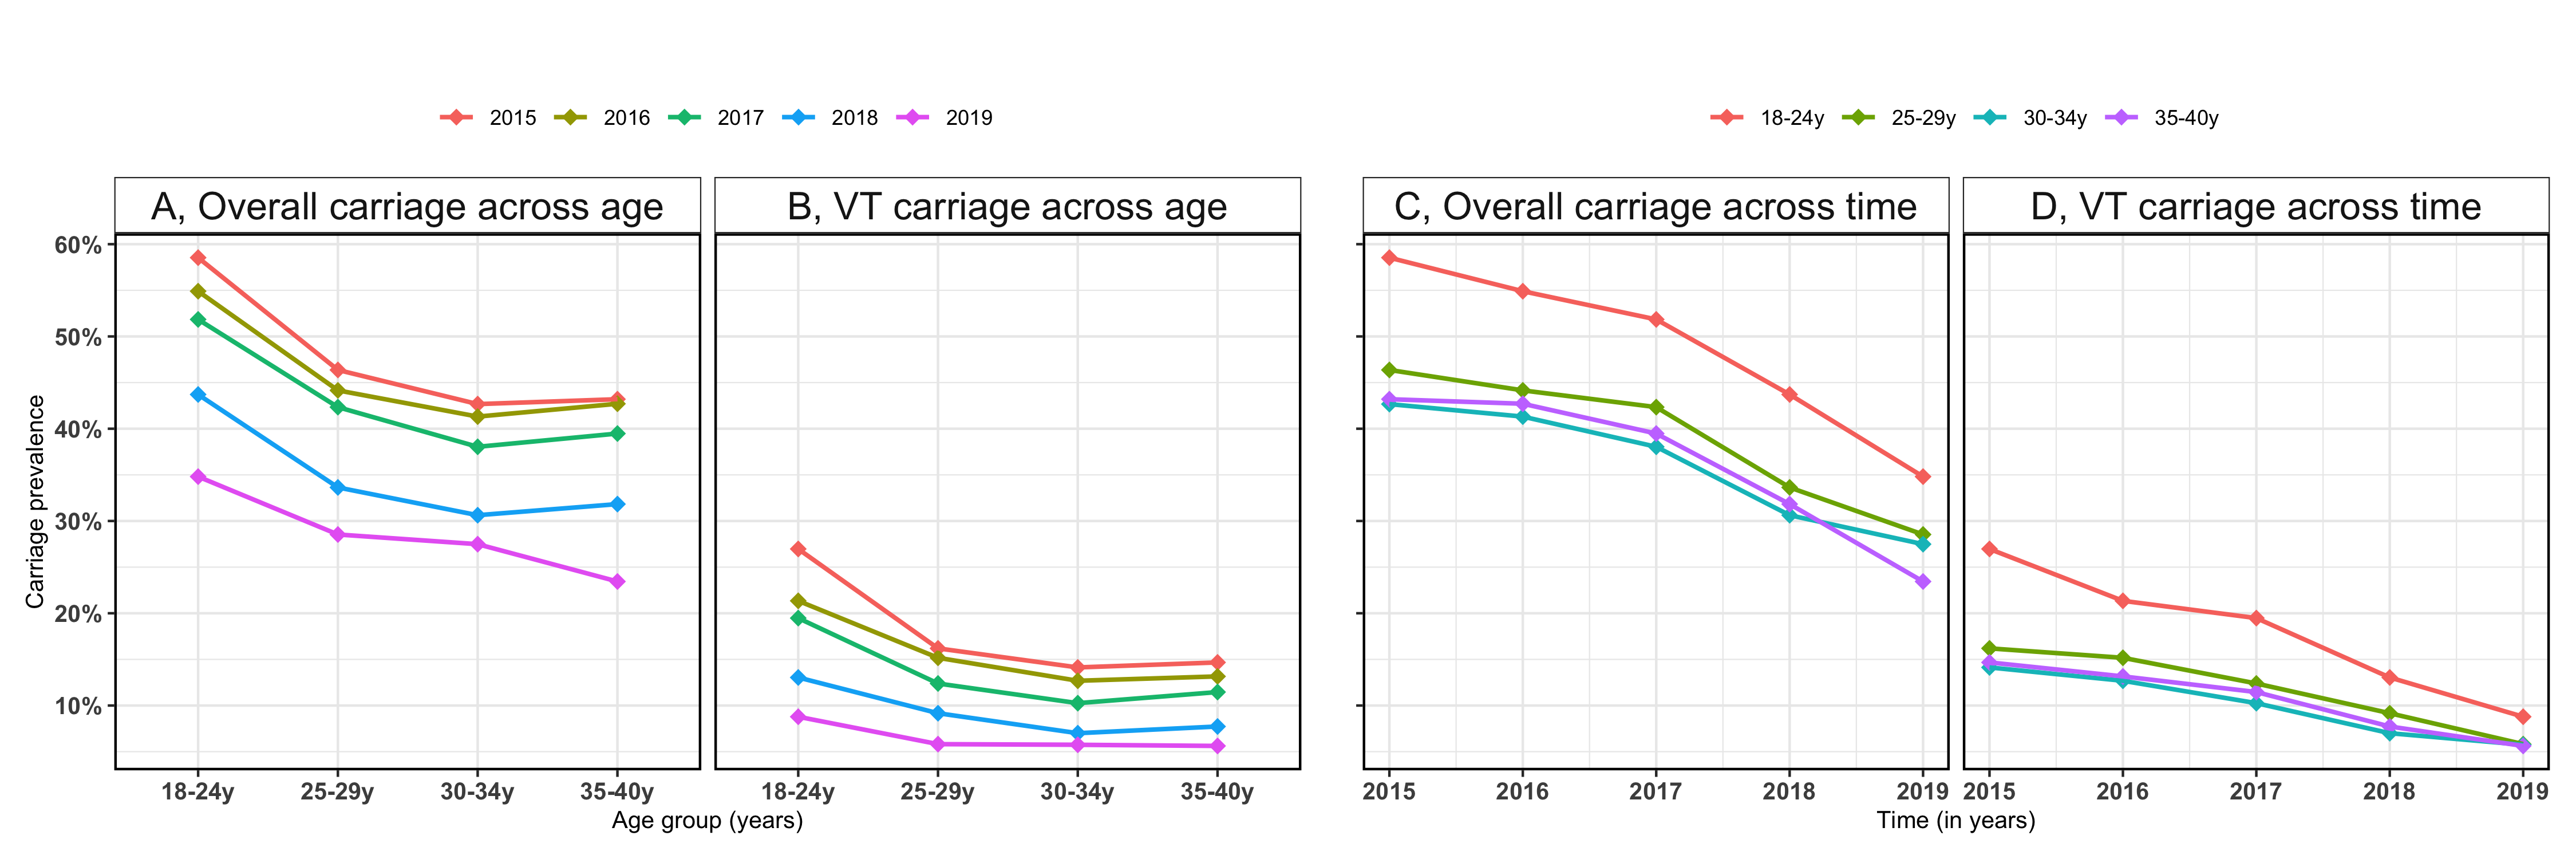 2015 2016 2017 2018 2019
18-24y 25-29y 30-34y 35-40y
A, Overall carriage across age
B, VT carriage across age
C, Overall carriage across time
D, VT carriage across time
Carriage prevalence
60%
50%
40%
30%
20%
10%
18-24y 25-29y 30-34y 35-40y
18-24y 25-29y 30-34y 35-40y
2015 2016 2017 2018 2019
2015 2016 2017 2018 2019
Age group (years)
Time (in years)